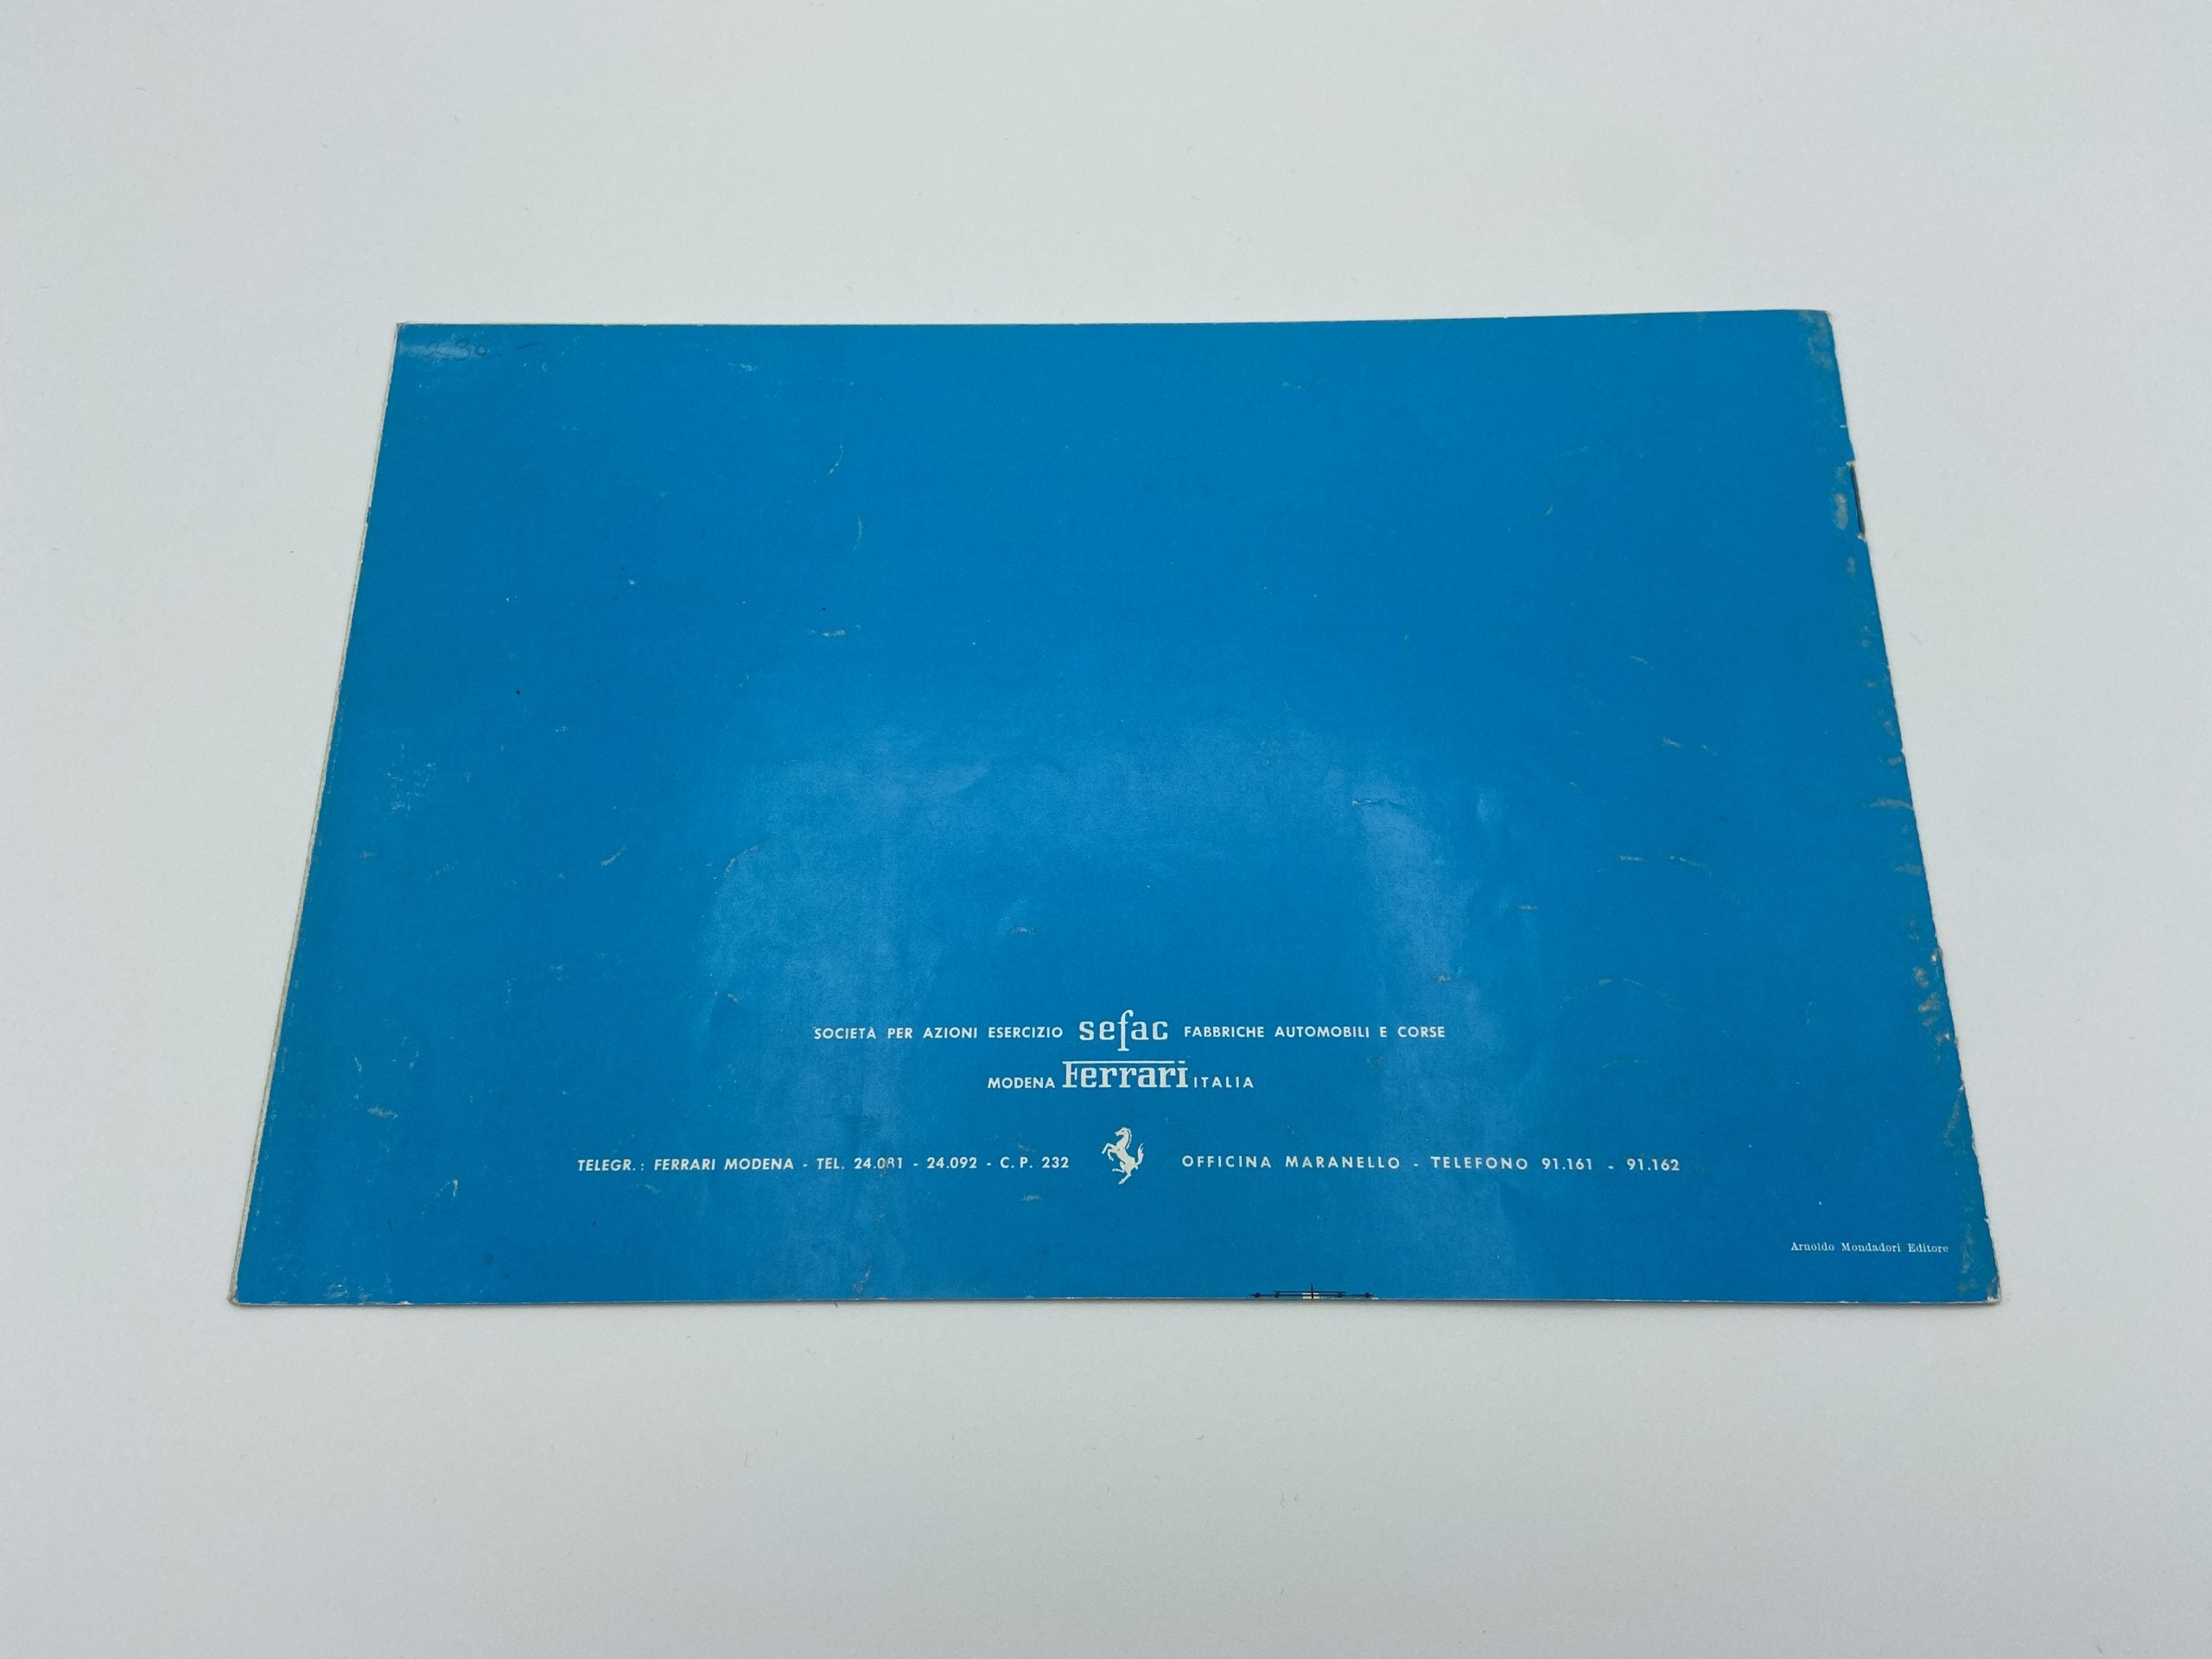 SOCIETÀ PER AZIONI ESERCIZIO sefac FABBRICHE AUTOMOBILI E CORSE
MODENA Ferrari ITALIA
TELEGR.: FERRARI MODENA - TEL. 24.081 - 24.092 - C. P. 232 OFFICINA MARANELLO - TELEFONO 91.161 - 91.162
Arnoldo Mondadori Editore